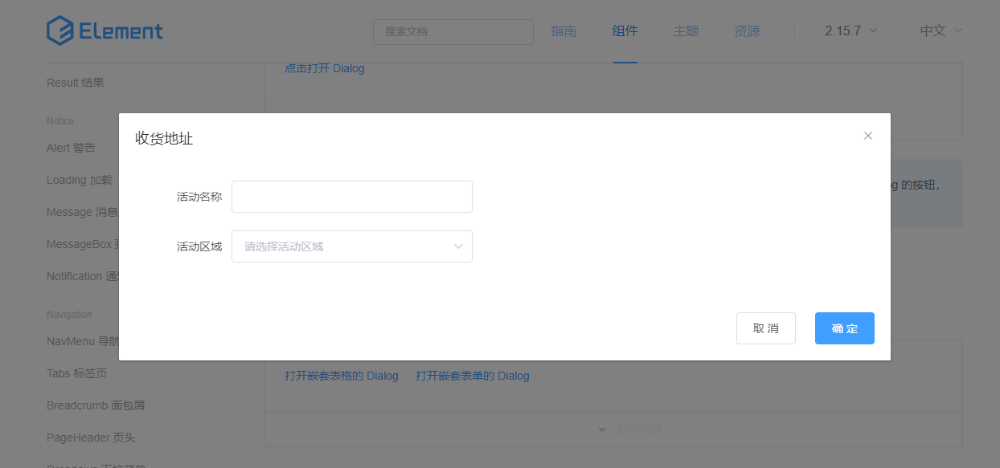 Element
搜索文档
指南
组件
主题
资源
2.15.7
中文
Result 结果
点击打开 Dialog
Notice
Alert 警告
Loading 加载
Message 消息
MessageBox
Notification 通知
Navigation
NavMenu 导航
Tabs 标签页
Breadcrumb 面包屑
PageHeader 页头
收货地址
活动名称
活动区域
请选择活动区域
取 消
确 定
的按钮，
打开嵌套表格的 Dialog
打开嵌套表单的 Dialog
显示代码